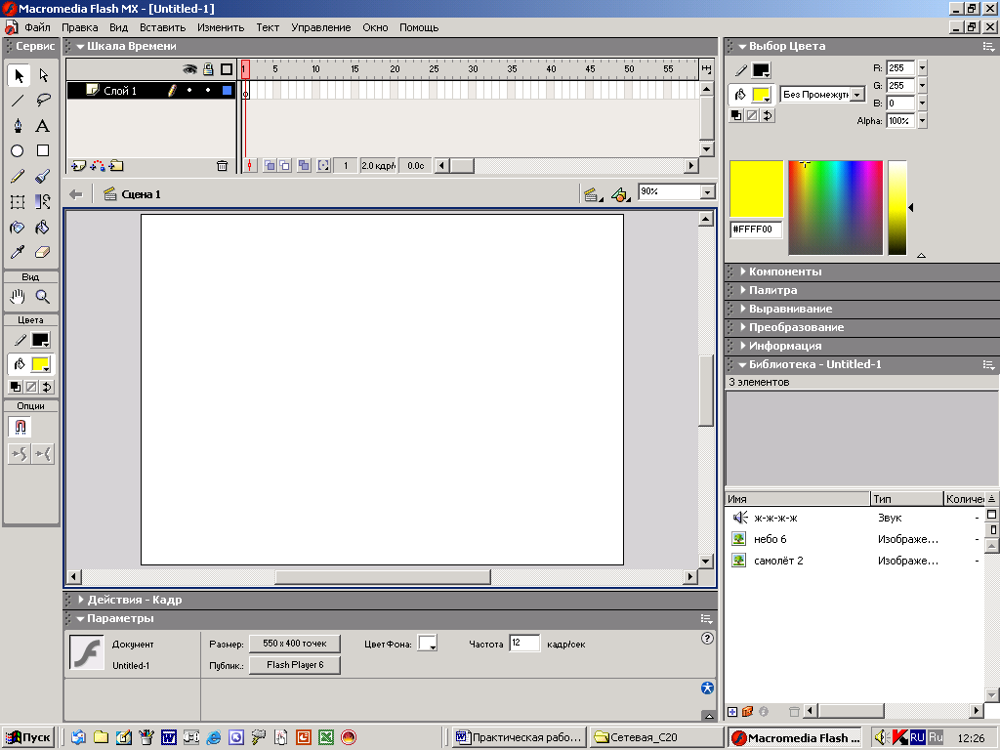 Macromedia Flash MX - [Untitled-1]
Файл Правка Вид Вставить Изменить Текст Управление Окно Помощь
Сервис
Шкала Времени
1 5 10 15 20 25 30 35 40 45 50 55
Слой 1
1 2.0 кадр/ 0.0с
Сцена 1
90%
Вид
Цвета
Опции
Выбор Цвета
R: 255
G: 255
Без Промежутк
B: 0
Alpha: 100%
#FFFF00
Компоненты
Палитра
Выравнивание
Преобразование
Информация
Библиотека - Untitled-1
3 элементов
Имя Тип Количес
ж-ж-ж-ж Звук -
небо 6 Изображе... -
самолёт 2 Изображе... -
Действия - Кадр
Параметры
Документ
Untitled-1
Размер: 550 x 400 точек
Публик.: Flash Player 6
Цвет Фона:
Частота 12 кадр/сек
Пуск
Практическая рабо...
Сетевая_C20
Macromedia Flash ...
RU Ru 12:26